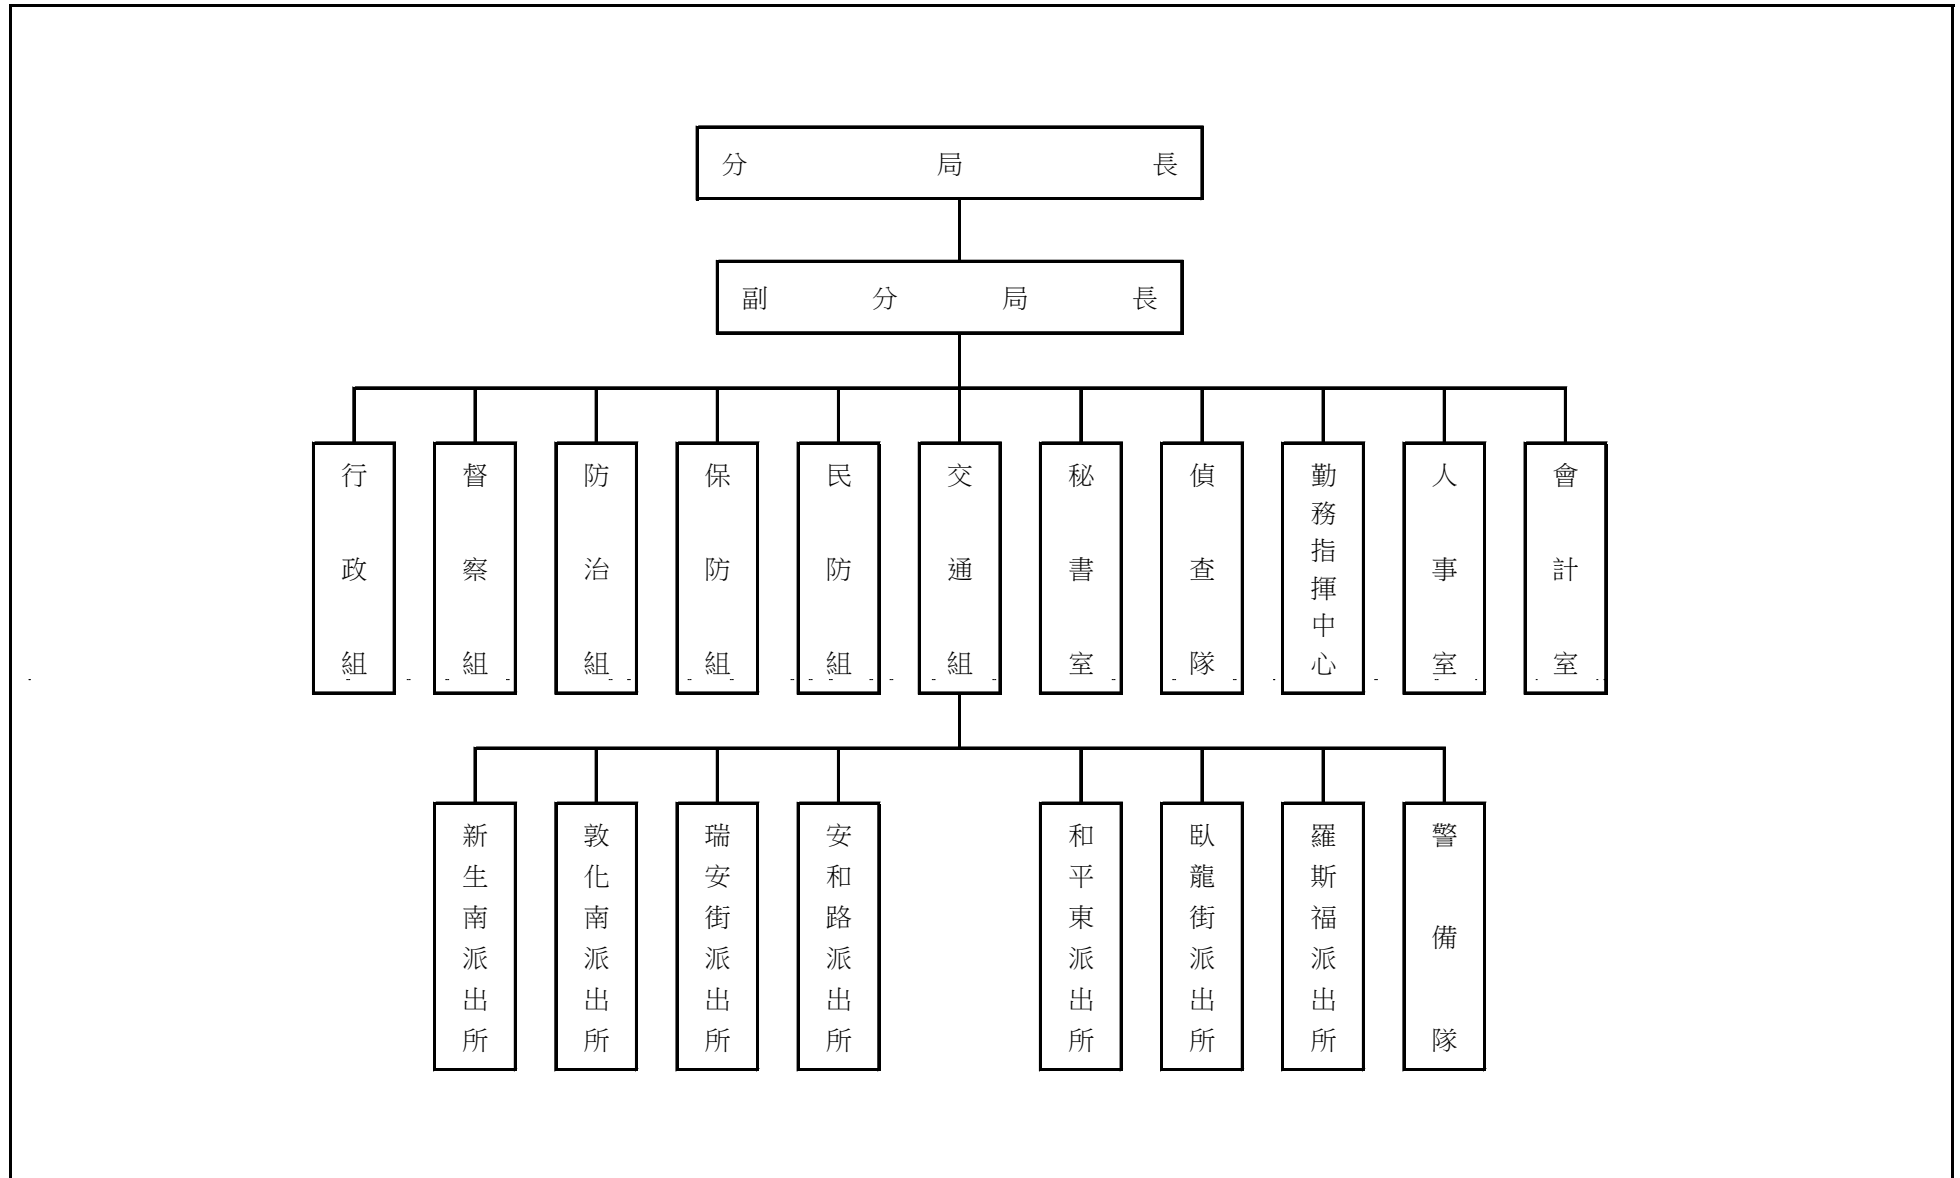 分局長
副分局長
行政組
督察組
防治組
保防組
民防組
交通組
秘書室
偵查隊
勤務指揮中心
人事室
會計室
新生南派出所
敦化南派出所
瑞安街派出所
安和路派出所
和平東派出所
臥龍街派出所
羅斯福派出所
警備隊